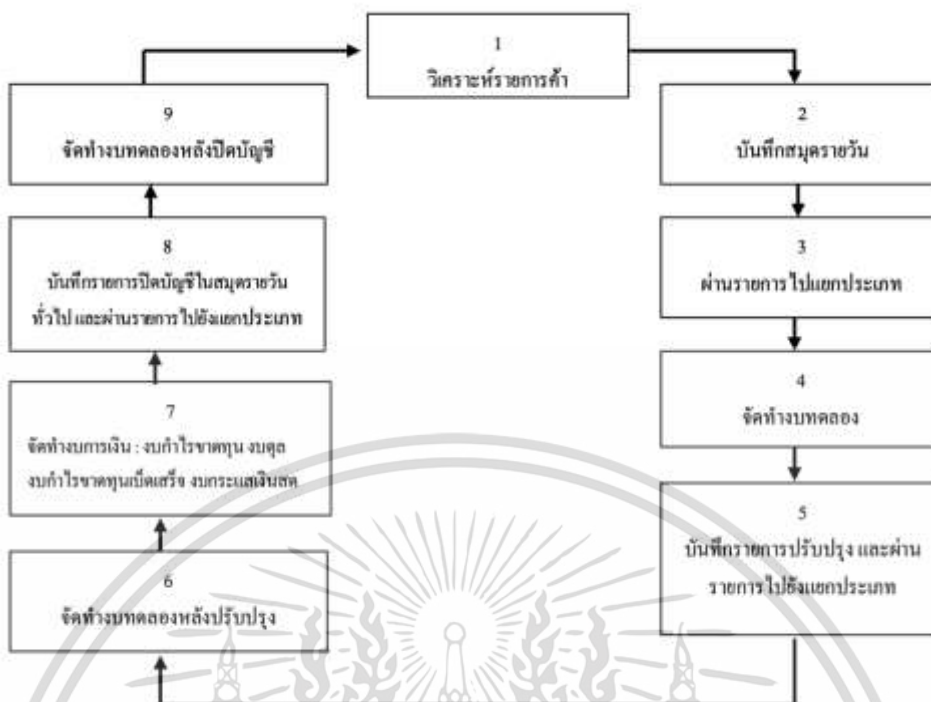 1
วิเคราะห์รายการค้า
2
บันทึกสมุดรายวัน
3
ผ่านรายการไปแยกประเภท
4
จัดทำงบทดลอง
5
บันทึกรายการปรับปรุง และผ่าน
รายการไปยังแยกประเภท
6
จัดทำงบทดลองหลังปรับปรุง
7
จัดทำงบการเงิน : งบกำไรขาดทุน งบดุล
งบกำไรขาดทุนเบ็ดเสร็จ งบกระแสเงินสด
8
บันทึกรายการปิดบัญชีในสมุดรายวัน
ทั่วไป และผ่านรายการไปยังแยกประเภท
9
จัดทำงบทดลองหลังปิดบัญชี